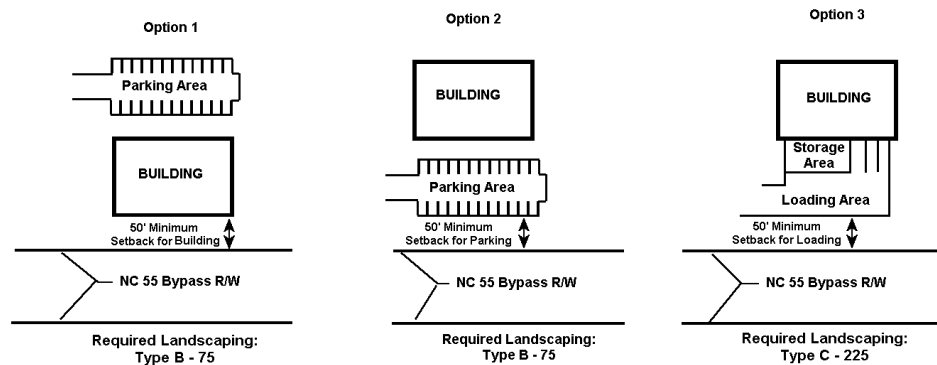 Option 1
Parking Area
BUILDING
50' Minimum
Setback for Building
NC 55 Bypass R/W
Required Landscaping:
Type B - 75
Option 2
BUILDING
Parking Area
50' Minimum
Setback for Parking
NC 55 Bypass R/W
Required Landscaping:
Type B - 75
Option 3
BUILDING
Storage
Area
Loading Area
50' Minimum
Setback for Loading
NC 55 Bypass R/W
Required Landscaping:
Type C - 225